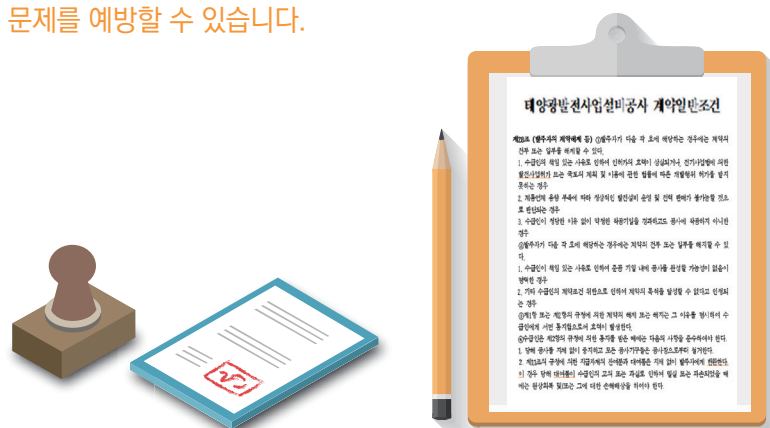 문제를 예방할 수 있습니다.
태양광발전사업설비공사 계약일반조건
제28조 (발주자의 계약해제 등) ①발주자가 다음 각 호에 해당하는 경우에는 계약의
전부 또는 일부를 해제할 수 있다.
1. 수급인의 책임 있는 사유로 인하여 인허가의 효력이 상실되거나, 전기사업법에 의한
발전사업허가 또는 국토의 계획 및 이용에 관한 법률에 따른 개발행위 허가를 받지
못하는 경우
2. 계통연계 용량 부족에 따라 정상적인 발전설비 운영 및 전력 판매가 불가능할 것으
로 판단되는 경우
3. 수급인이 정당한 이유 없이 약정한 착공기일을 경과하고도 공사에 착공하지 아니한
경우
②발주자가 다음 각 호에 해당하는 경우에는 계약의 전부 또는 일부를 해지할 수 있
다.
1. 수급인이 책임 있는 사유로 인하여 준공 기일 내에 공사를 완성할 가능성이 없음이
명백한 경우
2. 기타 수급인의 계약조건 위반으로 인하여 계약의 목적을 달성할 수 없다고 인정되
는 경우
③제1항 또는 제2항의 규정에 의한 계약의 해제 또는 해지는 그 이유를 명시하여 수
급인에게 서면 통지함으로써 효력이 발생한다.
④수급인은 제3항의 규정에 의한 통지를 받은 때에는 다음의 사항을 준수하여야 한다.
1. 당해 공사를 지체 없이 중지하고 모든 공사기구들은 공사장으로부터 철거한다.
2. 제13조의 규정에 의한 지급자재의 잔여분과 대여품은 지체 없이 발주자에게 반환한다.
이 경우 당해 대여품이 수급인의 고의 또는 과실로 인하여 멸실 또는 파손되었을 때
에는 원상회복 및/또는 그에 대한 손해배상을 하여야 한다.